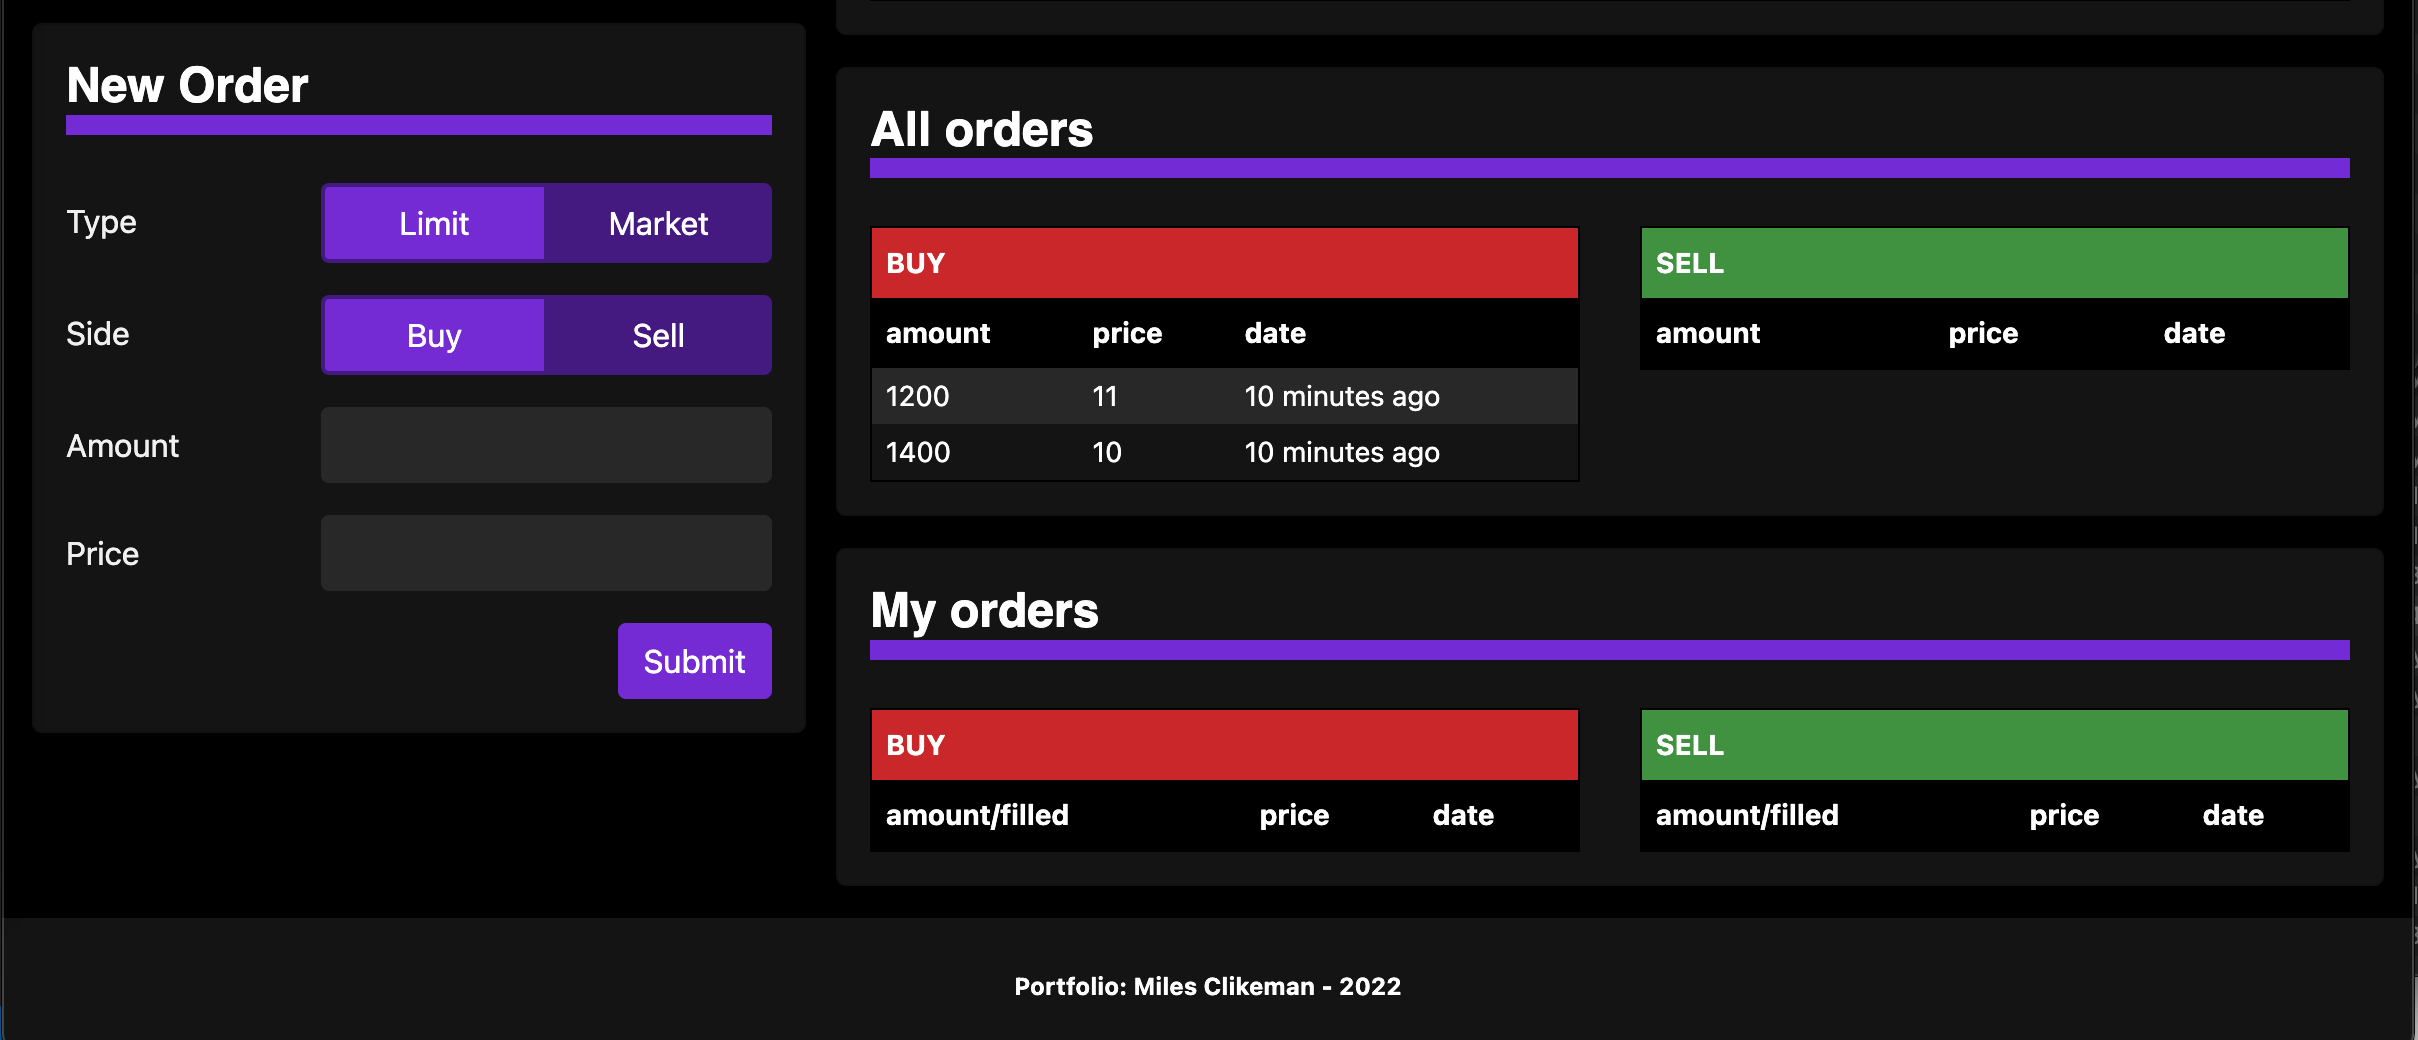 New Order
Type
Limit Market
Side
Buy Sell
Amount
Price
Submit
All orders
BUY
amount price date
1200 11 10 minutes ago
1400 10 10 minutes ago
SELL
amount price date
My orders
BUY
amount/filled price date
SELL
amount/filled price date
Portfolio: Miles Clikeman - 2022